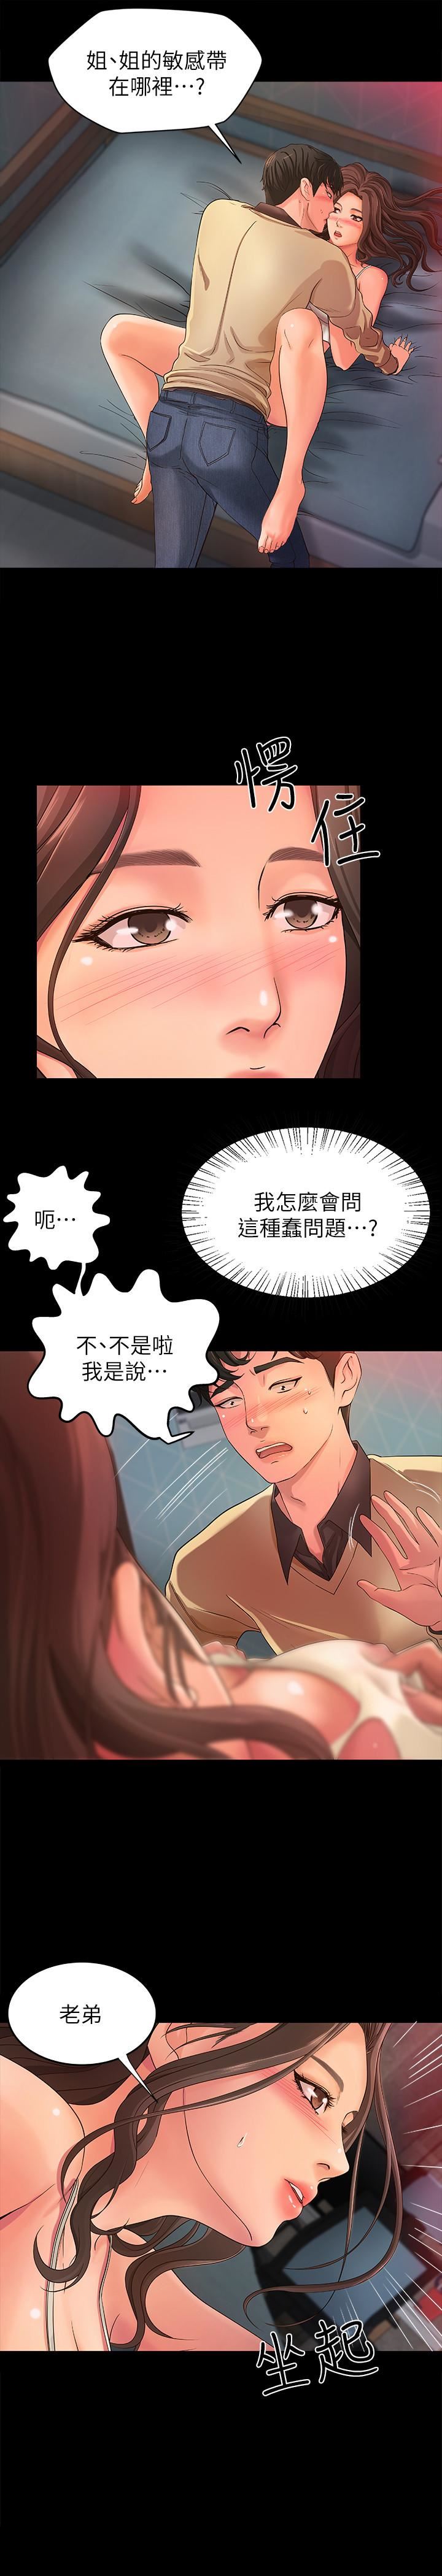 姐、姐的敏感帶
在哪裡…?
愣住
我怎麼會問
這種蠢問題…?
呃…
不、不是啦
我是說…
老弟
坐起